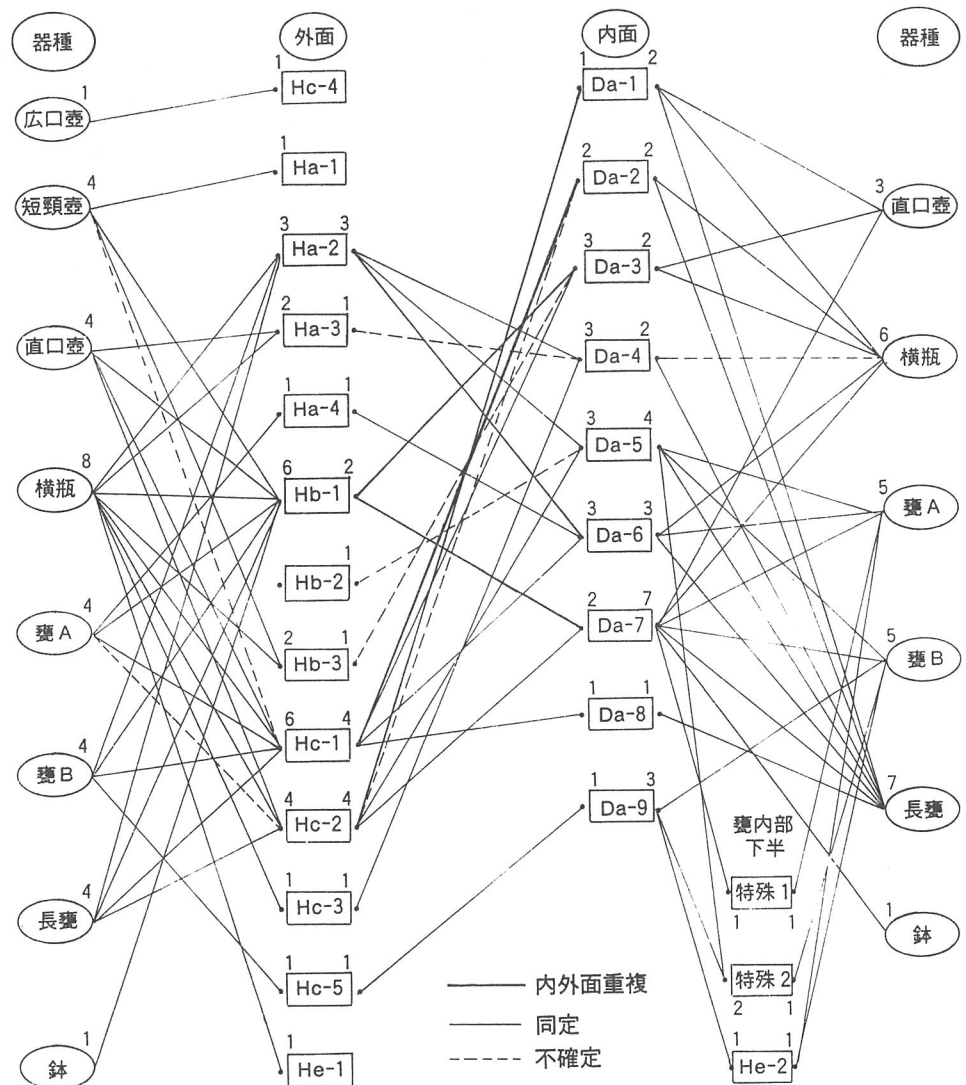 器種
外面
内面
器種
1
広口壺
1
Hc-4
1
Ha-1
4
短頸壺
3 3
Ha-2
2 1
Ha-3
4
直口壺
1 1
Ha-4
8
横瓶
6 2
Hb-1
1
Hb-2
2 1
Hb-3
4
甕A
6 4
Hc-1
4
甕B
4 4
Hc-2
1 1
Hc-3
4
長甕
1 1
Hc-5
1
鉢
1
He-1
1 2
Da-1
2 2
Da-2
3 2
Da-3
3 2
Da-4
3 4
Da-5
3 3
Da-6
2 7
Da-7
1 1
Da-8
1 3
Da-9
甕内部
下半
特殊1
1 1
特殊2
2 1
1 1
He-2
3
直口壺
6
横瓶
5
甕A
5
甕B
7
長甕
1
鉢
内外面重複
同定
不確定